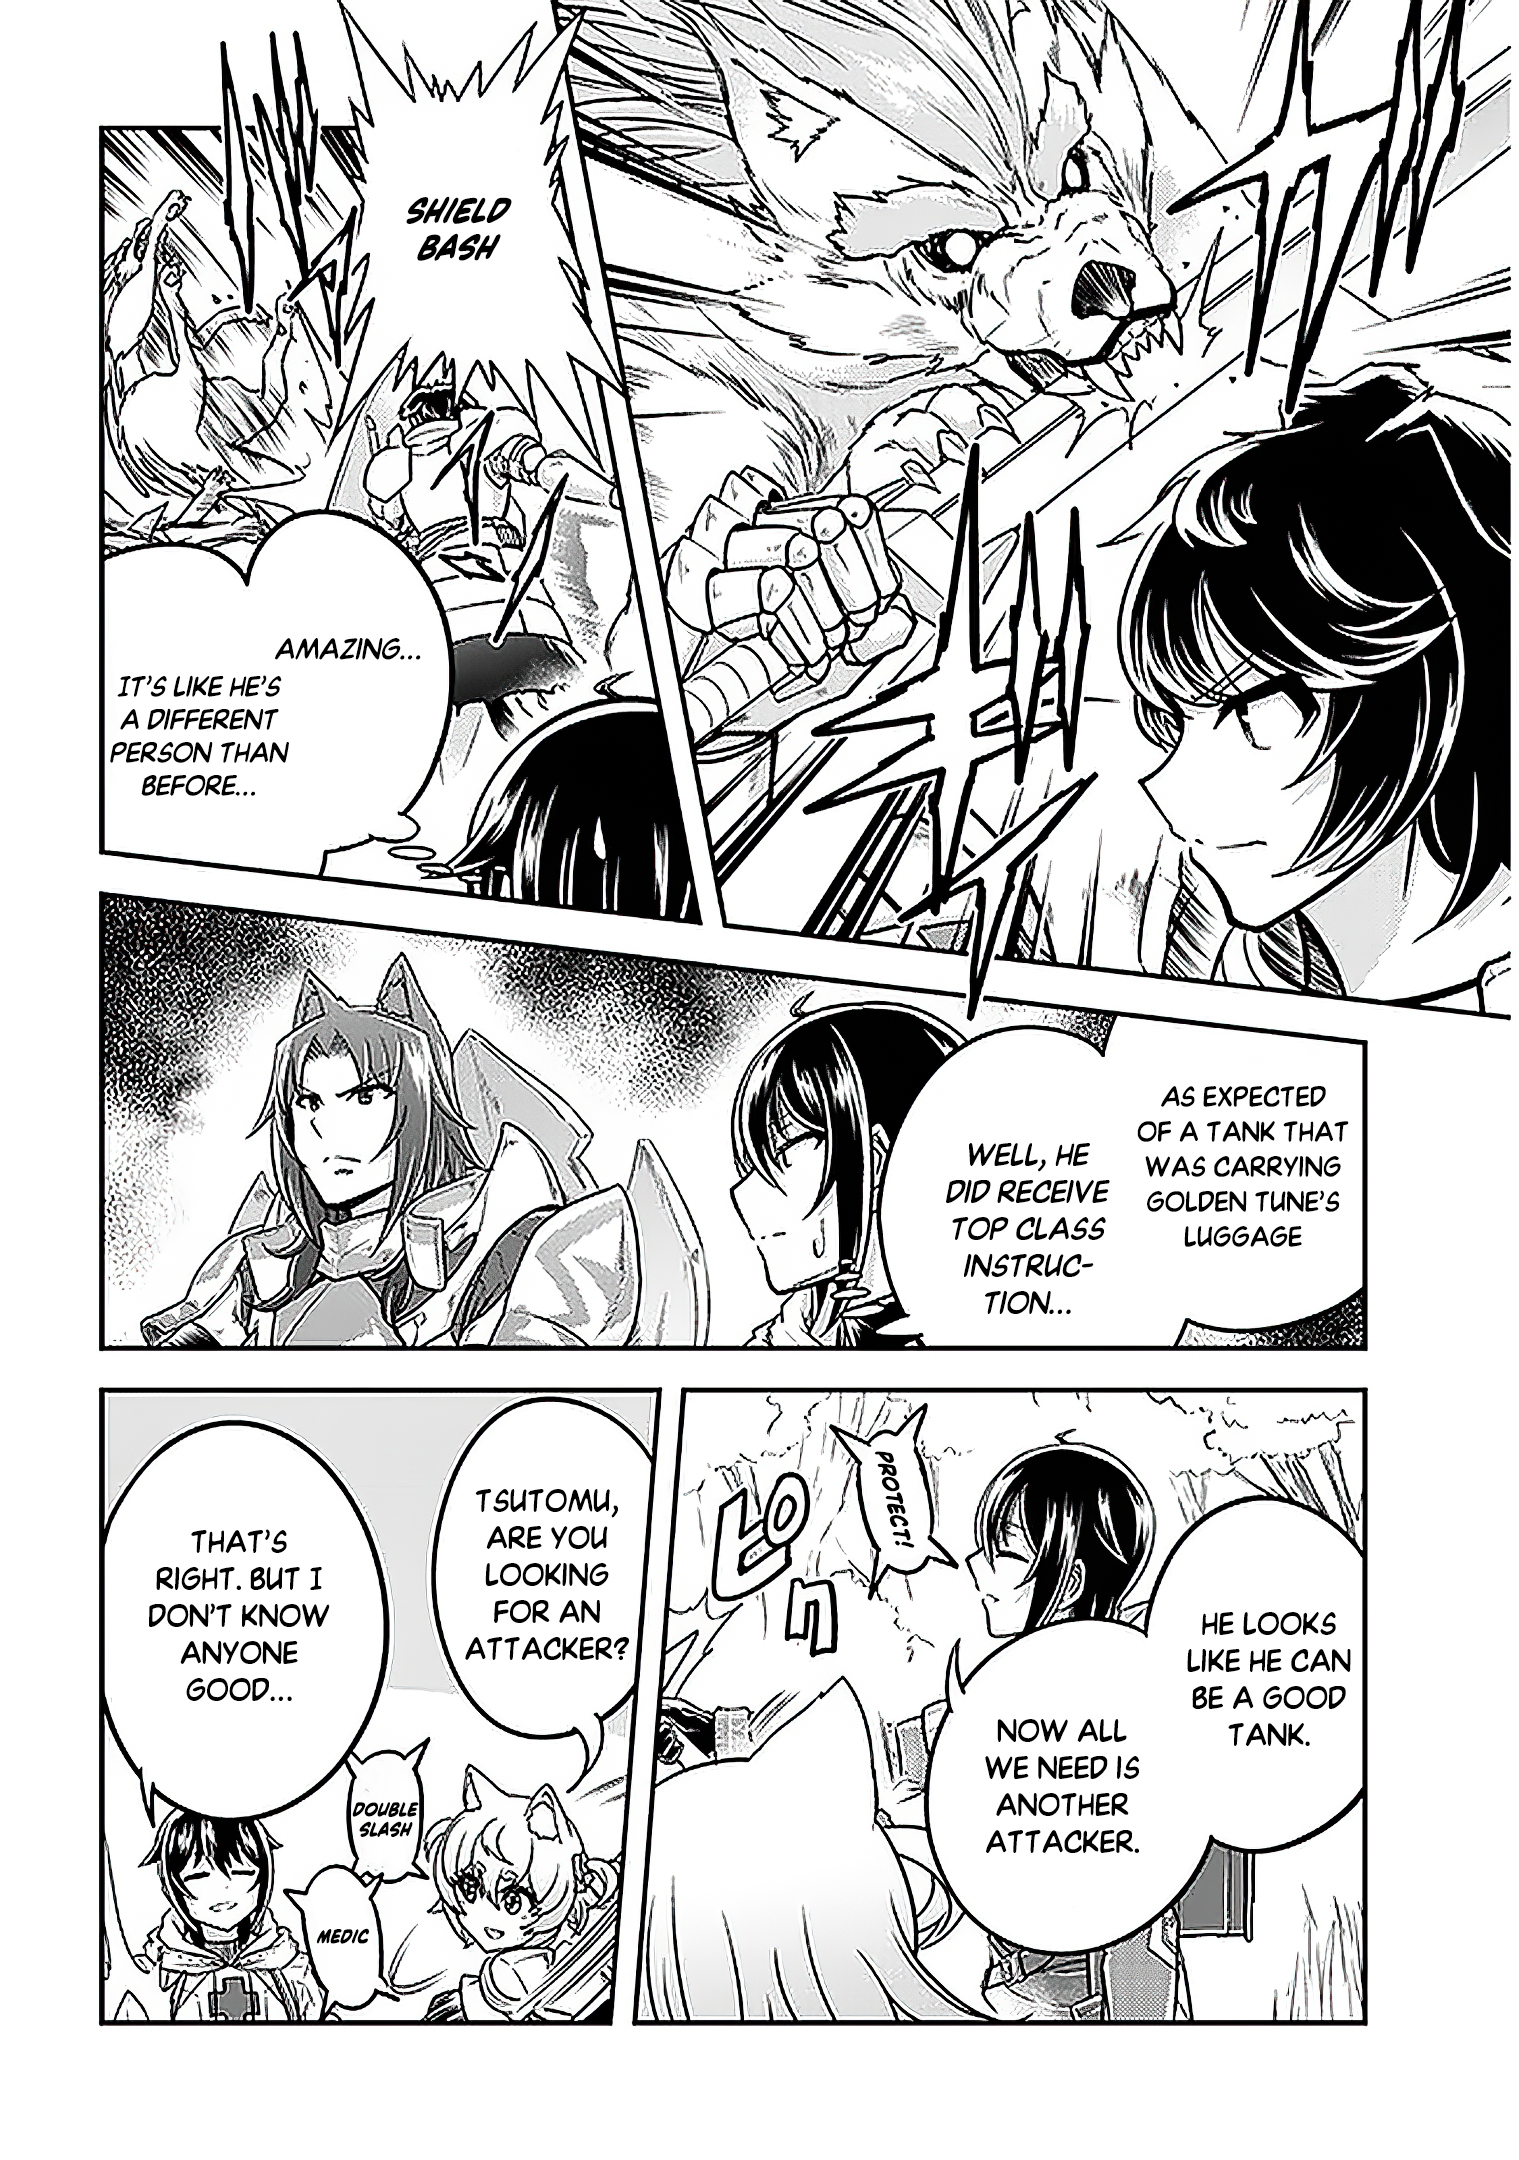 SHIELD
BASH
AMAZING...
IT'S LIKE HE'S
A DIFFERENT
PERSON THAN
BEFORE...
AS EXPECTED
OF A TANK THAT
WAS CARRYING
GOLDEN TUNE'S
LUGGAGE
WELL, HE
DID RECEIVE
TOP CLASS
INSTRUC-
TION...
PROTECT!
HE LOOKS
LIKE HE CAN
BE A GOOD
TANK.
NOW ALL
WE NEED IS
ANOTHER
ATTACKER.
TSUTOMU,
ARE YOU
LOOKING
FOR AN
ATTACKER?
THAT'S
RIGHT. BUT I
DON'T KNOW
ANYONE
GOOD...
DOUBLE
SLASH
MEDIC